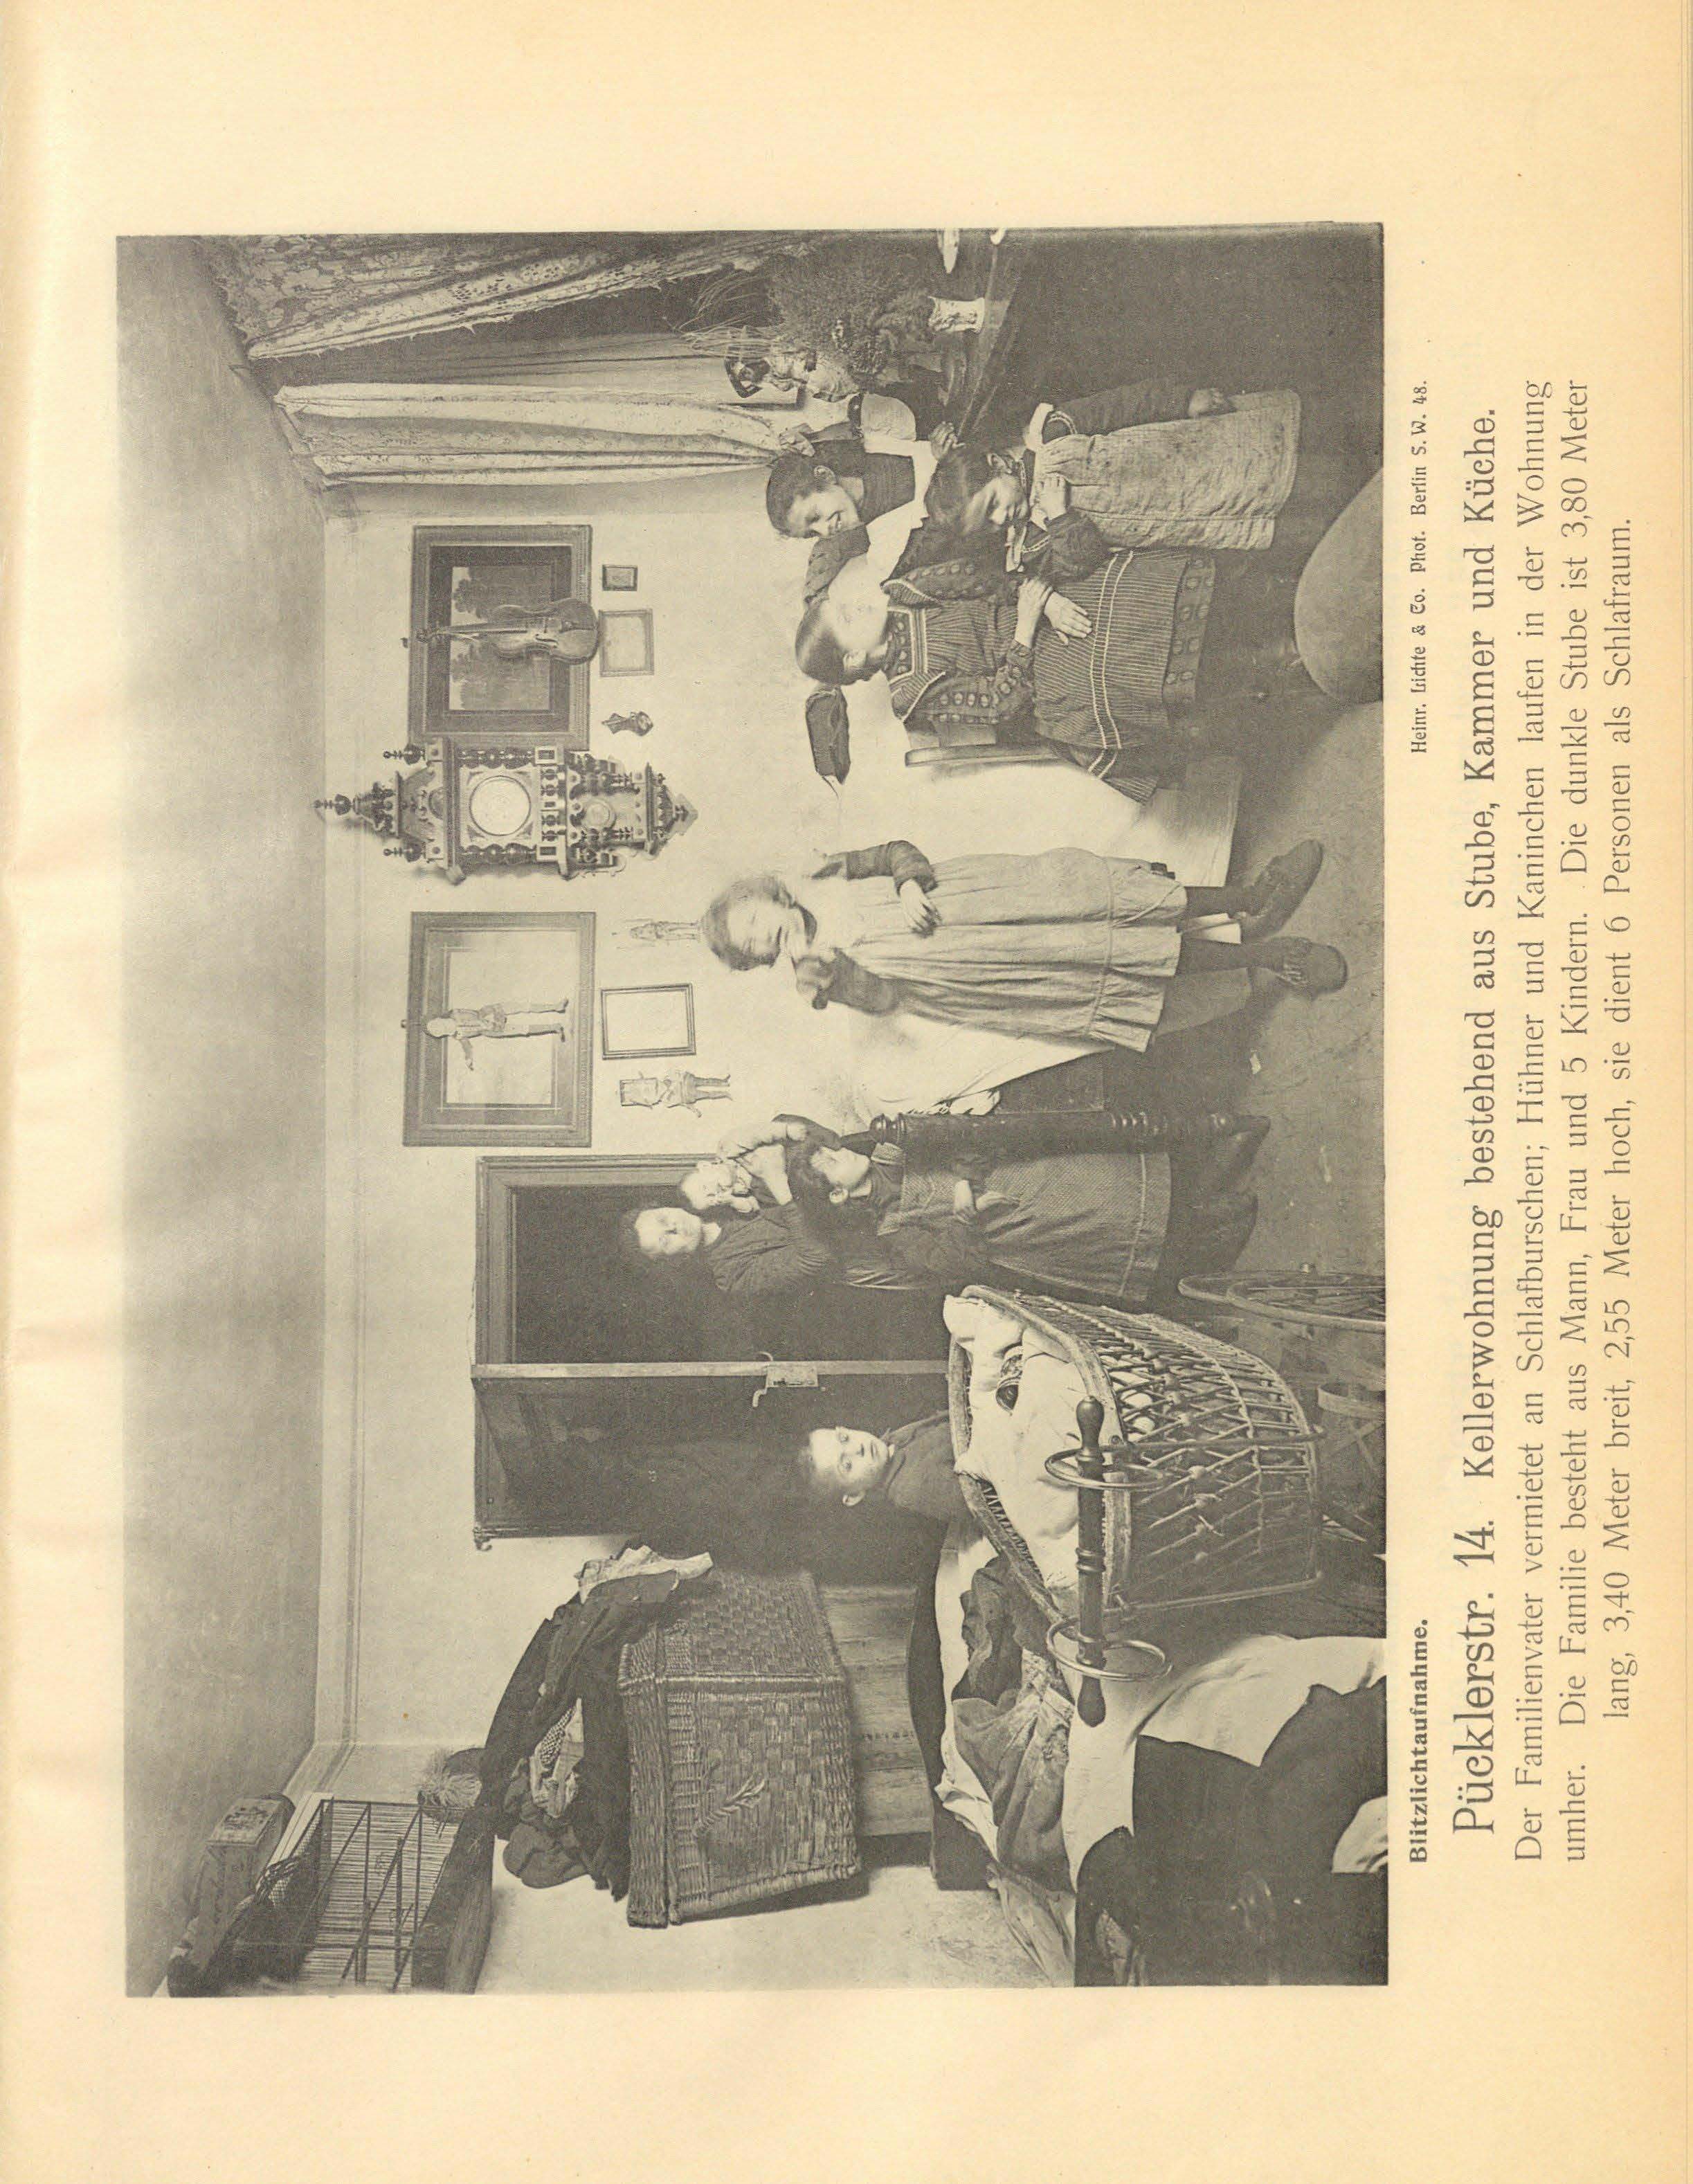 Blitzlichtaufnahme.
Heinr. Lichte & Co. Phot. Berlin S. W. 48.
Pücklerstr. 14. Kellerwohnung bestehend aus Stube, Kammer und Küche.
Der Familienvater vermietet an Schlafburschen; Hühner und Kaninchen laufen in der Wohnung
umher. Die Familie besteht aus Mann, Frau und 5 Kindern. Die dunkle Stube ist 3,80 Meter
lang, 3,40 Meter breit, 2,55 Meter hoch, sie dient 6 Personen als Schlafraum.